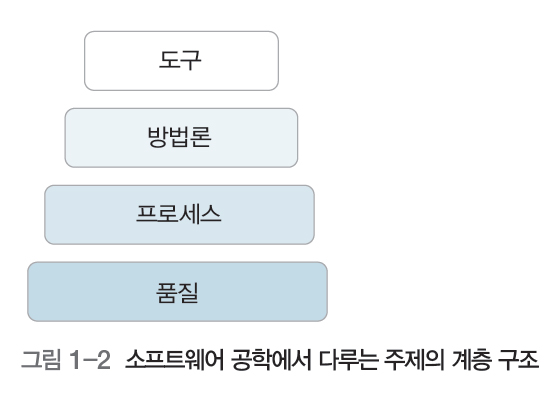 도구
방법론
프로세스
품질
그림 1-2 소프트웨어 공학에서 다루는 주제의 계층 구조